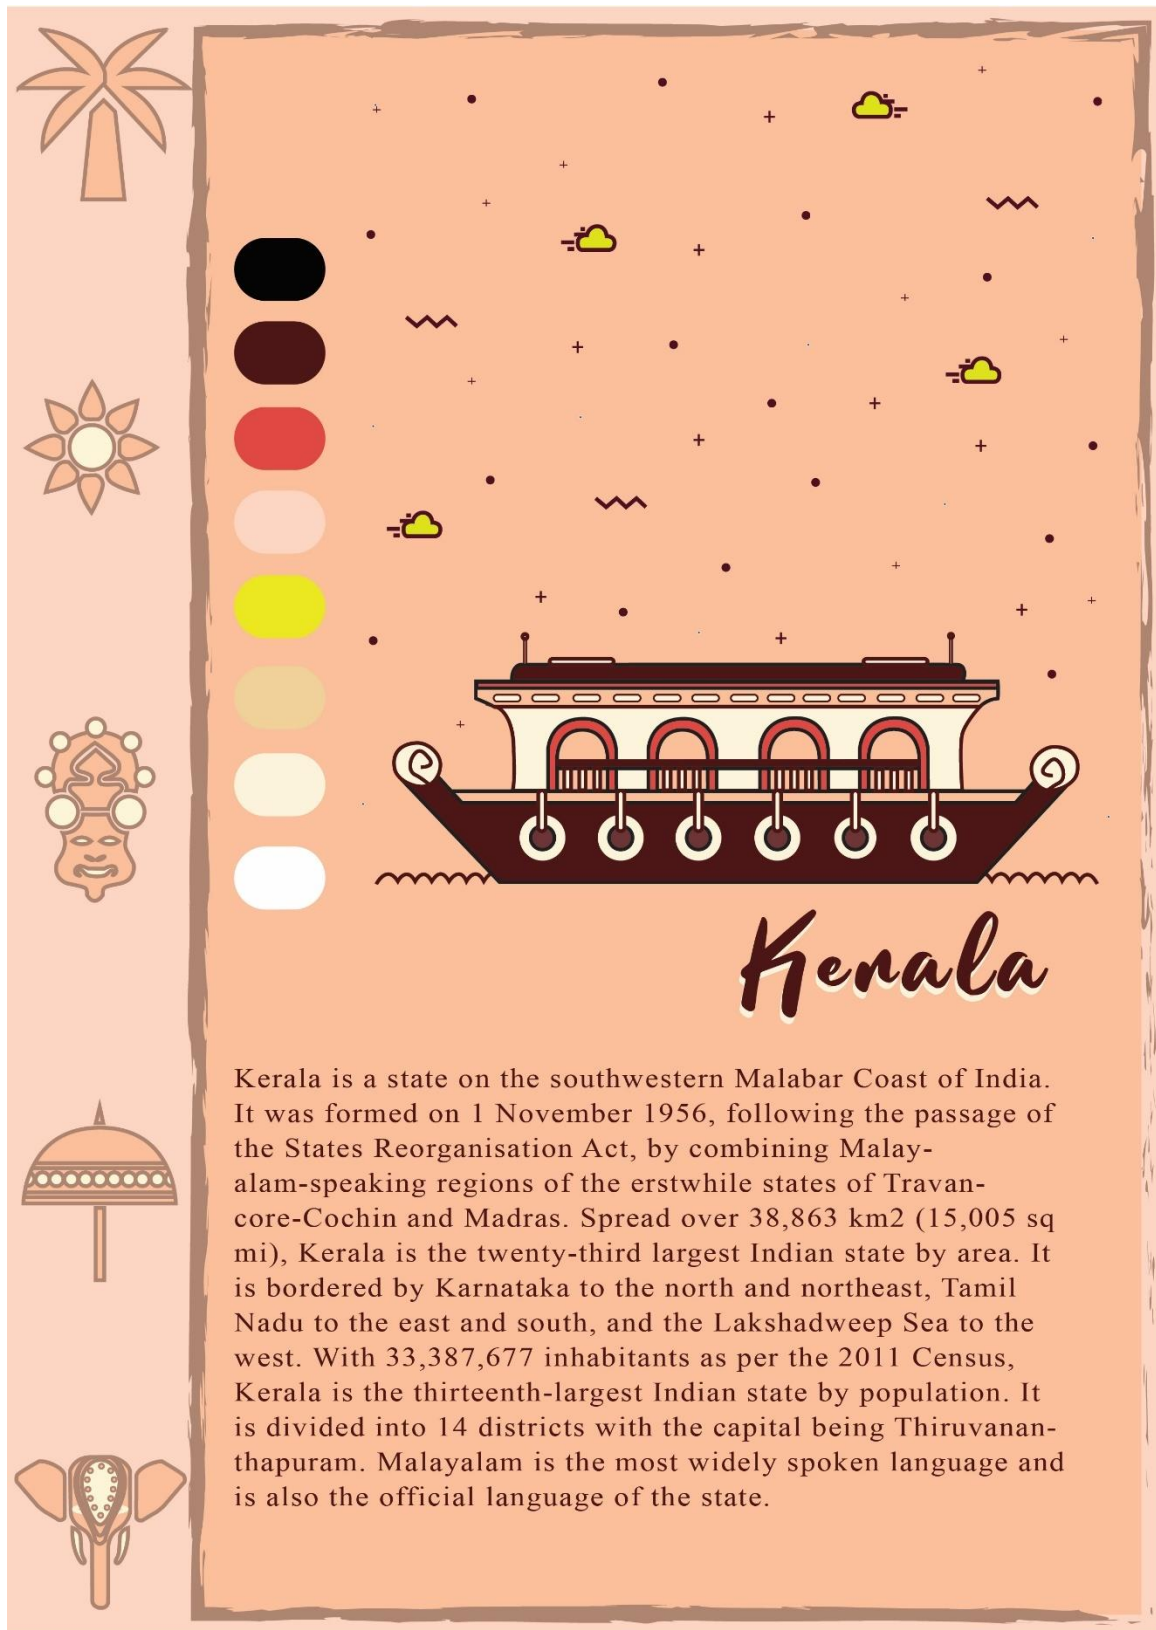 Kerala
Kerala is a state on the southwestern Malabar Coast of India.
It was formed on 1 November 1956, following the passage of
the States Reorganisation Act, by combining Malay-
alam-speaking regions of the erstwhile states of Travan-
core-Cochin and Madras. Spread over 38,863 km2 (15,005 sq
mi), Kerala is the twenty-third largest Indian state by area. It
is bordered by Karnataka to the north and northeast, Tamil
Nadu to the east and south, and the Lakshadweep Sea to the
west. With 33,387,677 inhabitants as per the 2011 Census,
Kerala is the thirteenth-largest Indian state by population. It
is divided into 14 districts with the capital being Thiruvanan-
thapuram. Malayalam is the most widely spoken language and
is also the official language of the state.